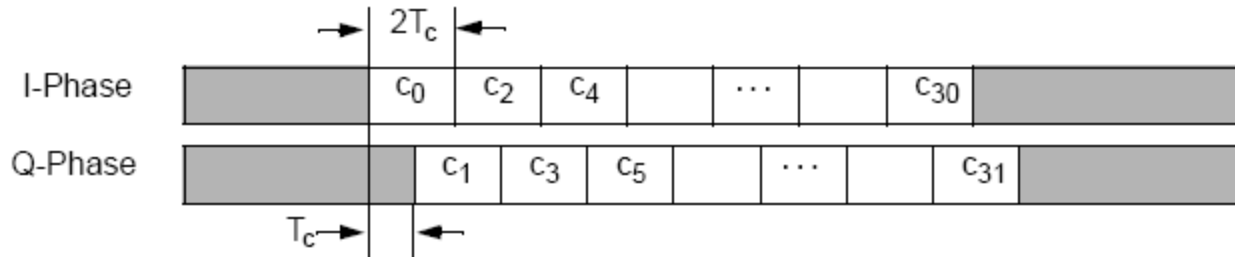 2Tc
I-Phase c0 c2 c4 ... c30
Q-Phase c1 c3 c5 ... c31
Tc